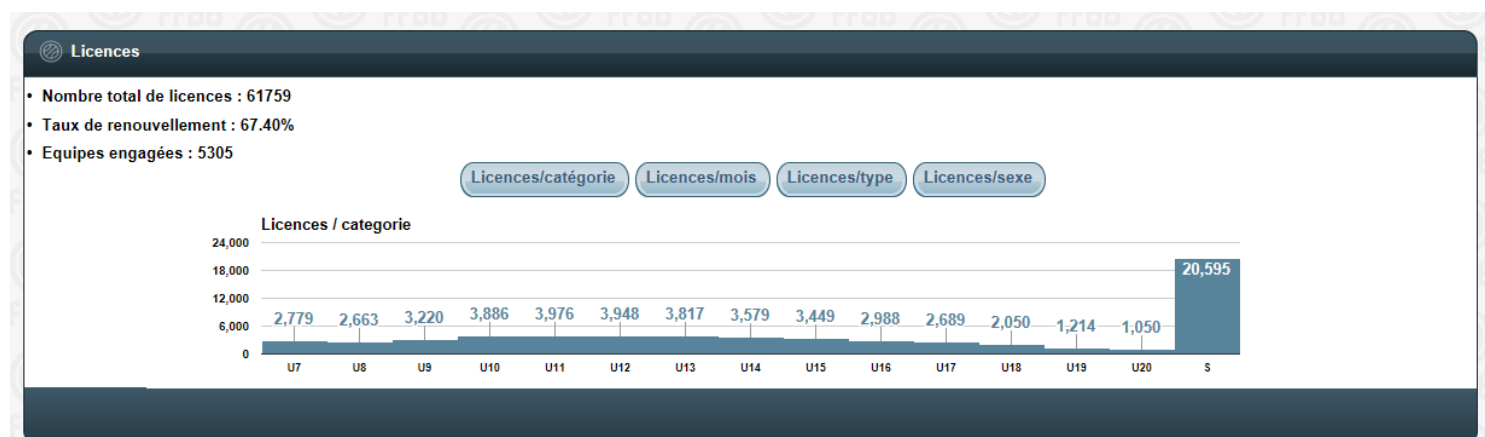 Licences
• Nombre total de licences : 61759
• Taux de renouvellement : 67.40%
• Equipes engagées : 5305
Licences/catégorie Licences/mois Licences/type Licences/sexe
Licences / categorie
24,000
18,000
12,000
6,000
0
2,779 2,663 3,220 3,886 3,976 3,948 3,817 3,579 3,449 2,988 2,689 2,050 1,214 1,050 20,595
U7 U8 U9 U10 U11 U12 U13 U14 U15 U16 U17 U18 U19 U20 S